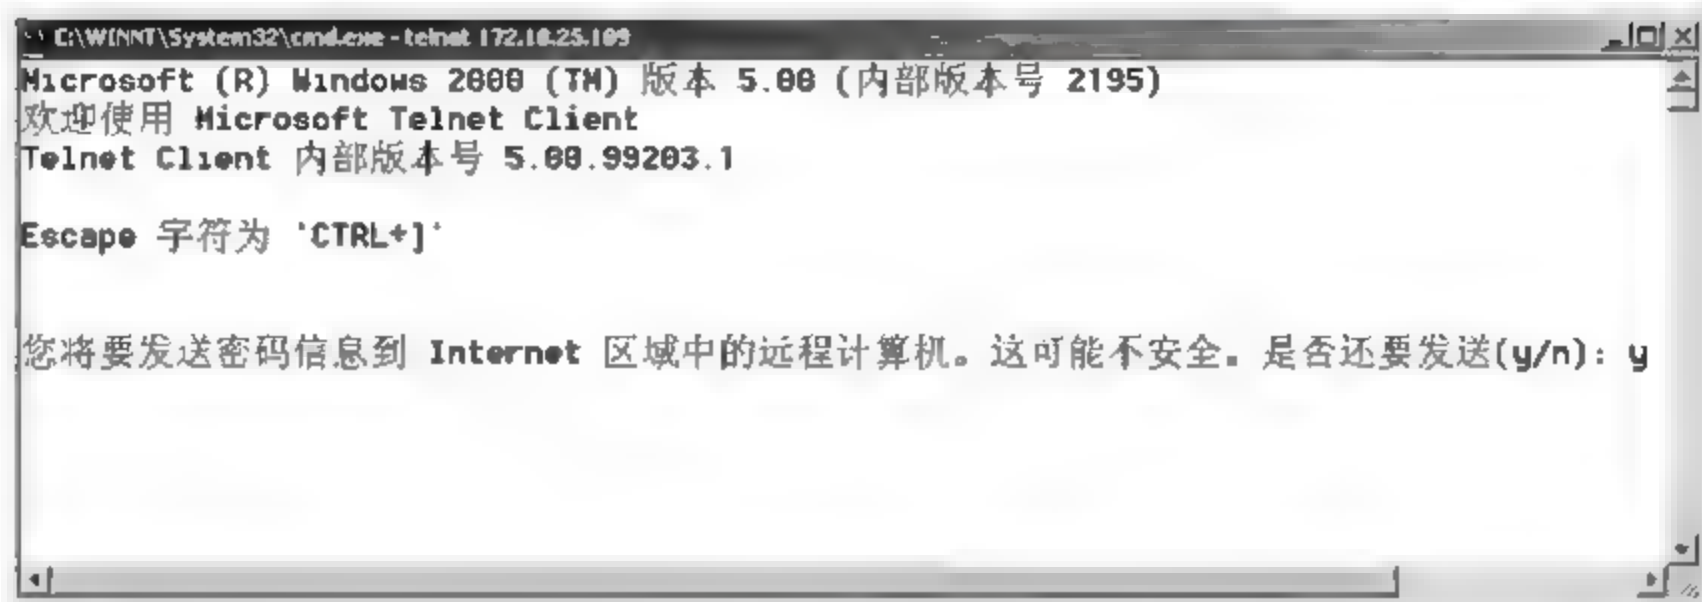 C:\WINNT\System32\cmd.exe - telnet 172.18.25.109
Microsoft (R) Windows 2000 (TM) 版本 5.00 (内部版本号 2195)
欢迎使用 Microsoft Telnet Client
Telnet Client 内部版本号 5.00.99203.1
Escape 字符为 'CTRL+]'
您将要发送密码信息到 Internet 区域中的远程计算机。这可能不安全。是否还要发送(y/n): y